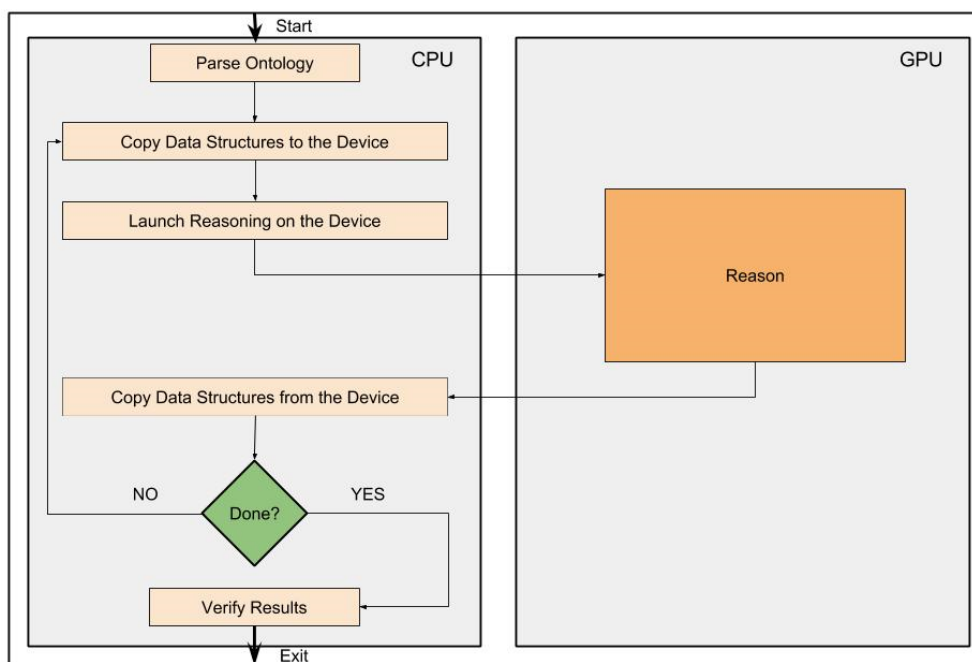 Start
CPU
GPU
Parse Ontology
Copy Data Structures to the Device
Launch Reasoning on the Device
Reason
Copy Data Structures from the Device
NO
YES
Done?
Verify Results
Exit